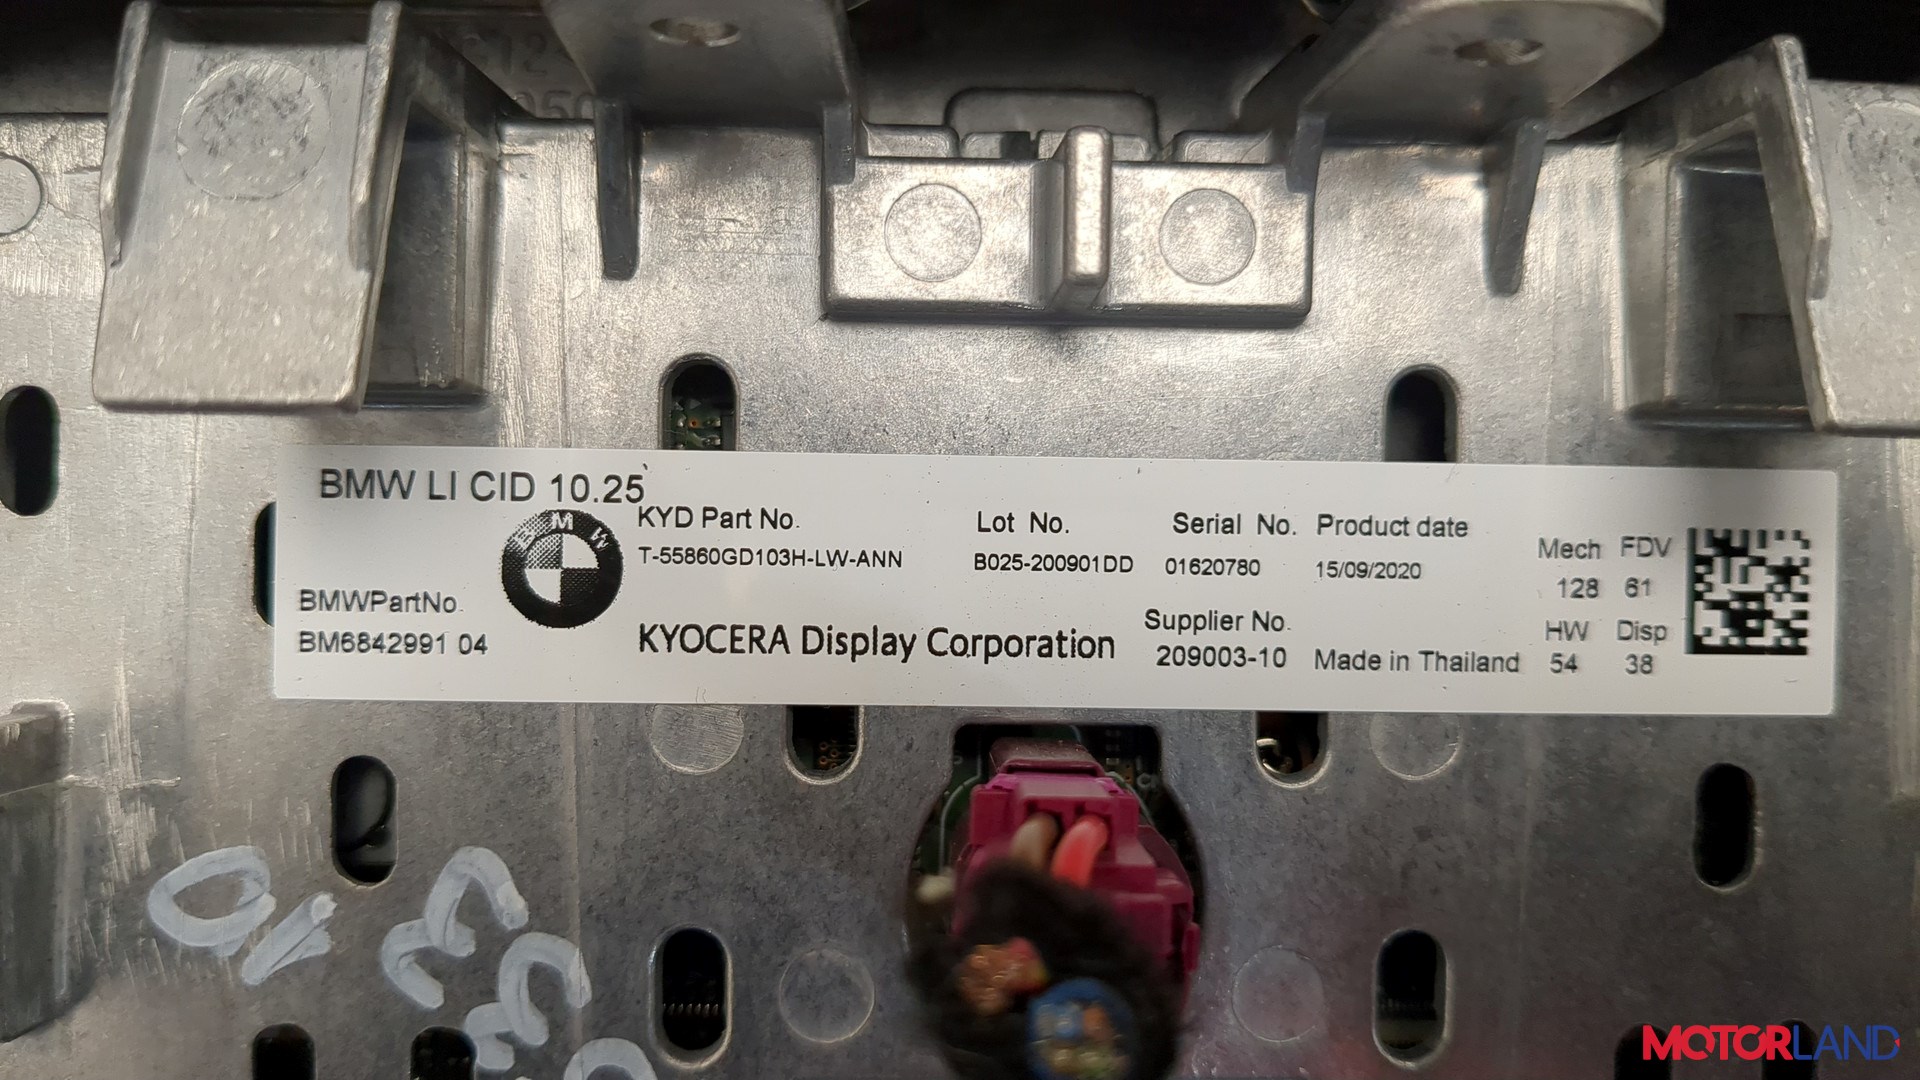 BMW LI CID 10.25
BMW
KYD Part No.
T-55860GD103H-LW-ANN
Lot No.
B025-200901DD
Serial No.
01620780
Product date
15/09/2020
Mech FDV
128 61
BMWPartNo.
BM6842991 04
KYOCERA Display Corporation
Supplier No.
209003-10
Made in Thailand
HW Disp
54 38
MOTORLAND